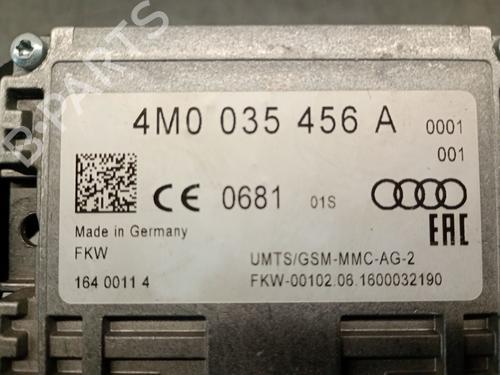 4M0 035 456 A 0001
001
CE 0681 01S
EAC
Made in Germany
FKW UMTS/GSM-MMC-AG-2
164 0011 4 FKW-00102.06.1600032190
B-PARTS